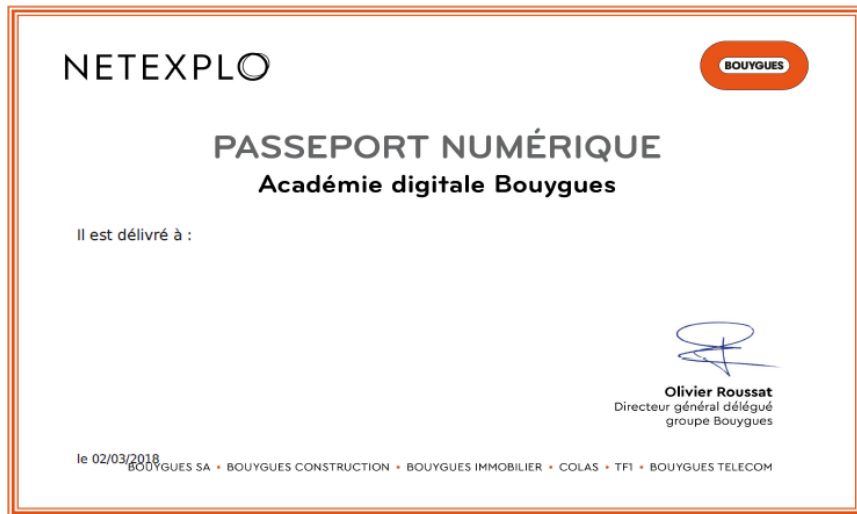 NETEXPLO
BOUYGUES
PASSEPORT NUMÉRIQUE
Académie digitale Bouygues
Il est délivré à :
Olivier Roussat
Directeur général délégué
groupe Bouygues
le 02/03/2018
BOUYGUES SA • BOUYGUES CONSTRUCTION • BOUYGUES IMMOBILIER • COLAS • TF1 • BOUYGUES TELECOM